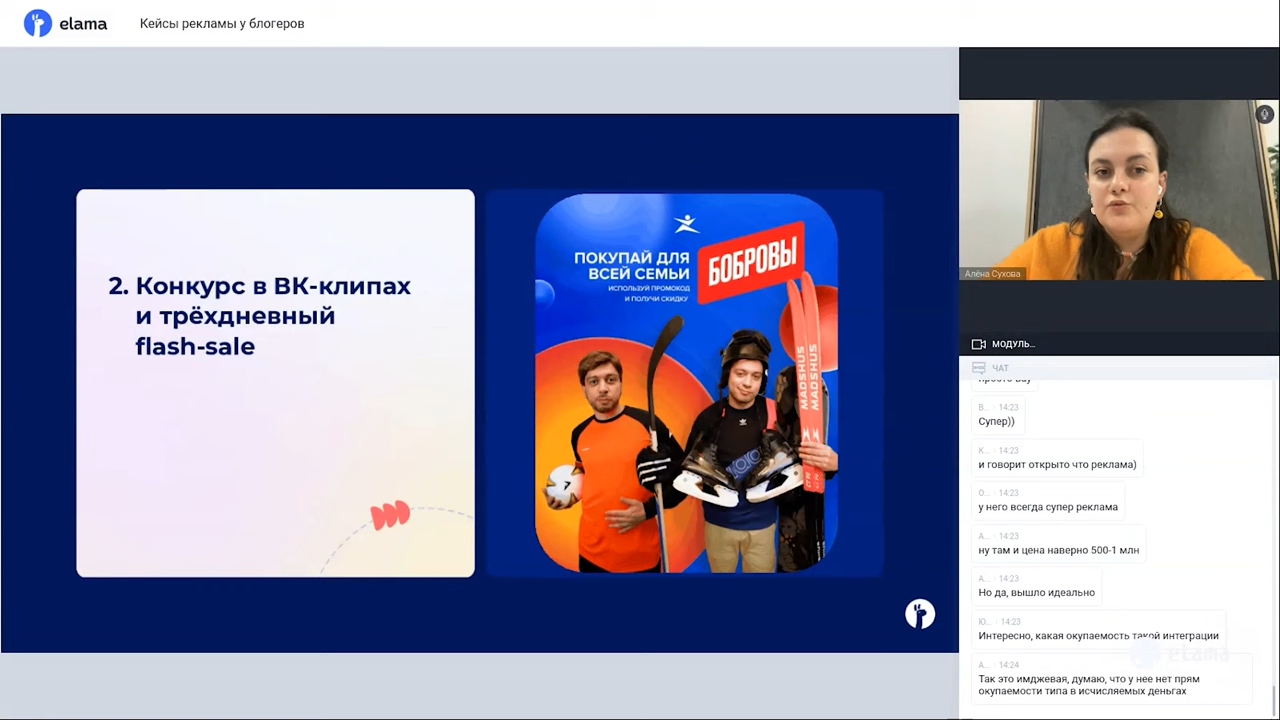 elama
Кейсы рекламы у блогеров
2. Конкурс в ВК-клипах
и трёхдневный
flash-sale
ПОКУПАЙ ДЛЯ
ВСЕЙ СЕМЬИ
ИСПОЛЬЗУЙ ПРОМОКОД
И ПОЛУЧИ СКИДКУ
БОБРОВЫ
MADSHUS
MADSHUS
Алёна Сухова
МОДУЛЬ...
ЧАТ
В... 14:23
Супер))
К... 14:23
и говорит открыто что реклама)
О... 14:23
у него всегда супер реклама
А... 14:23
ну там и цена наверно 500-1 млн
А... 14:23
Но да, вышло идеально
Ю... 14:23
Интересно, какая окупаемость такой интеграции
elama
А... 14:24
Так это имджевая, думаю, что у нее нет прям
окупаемости типа в исчисляемых деньгах